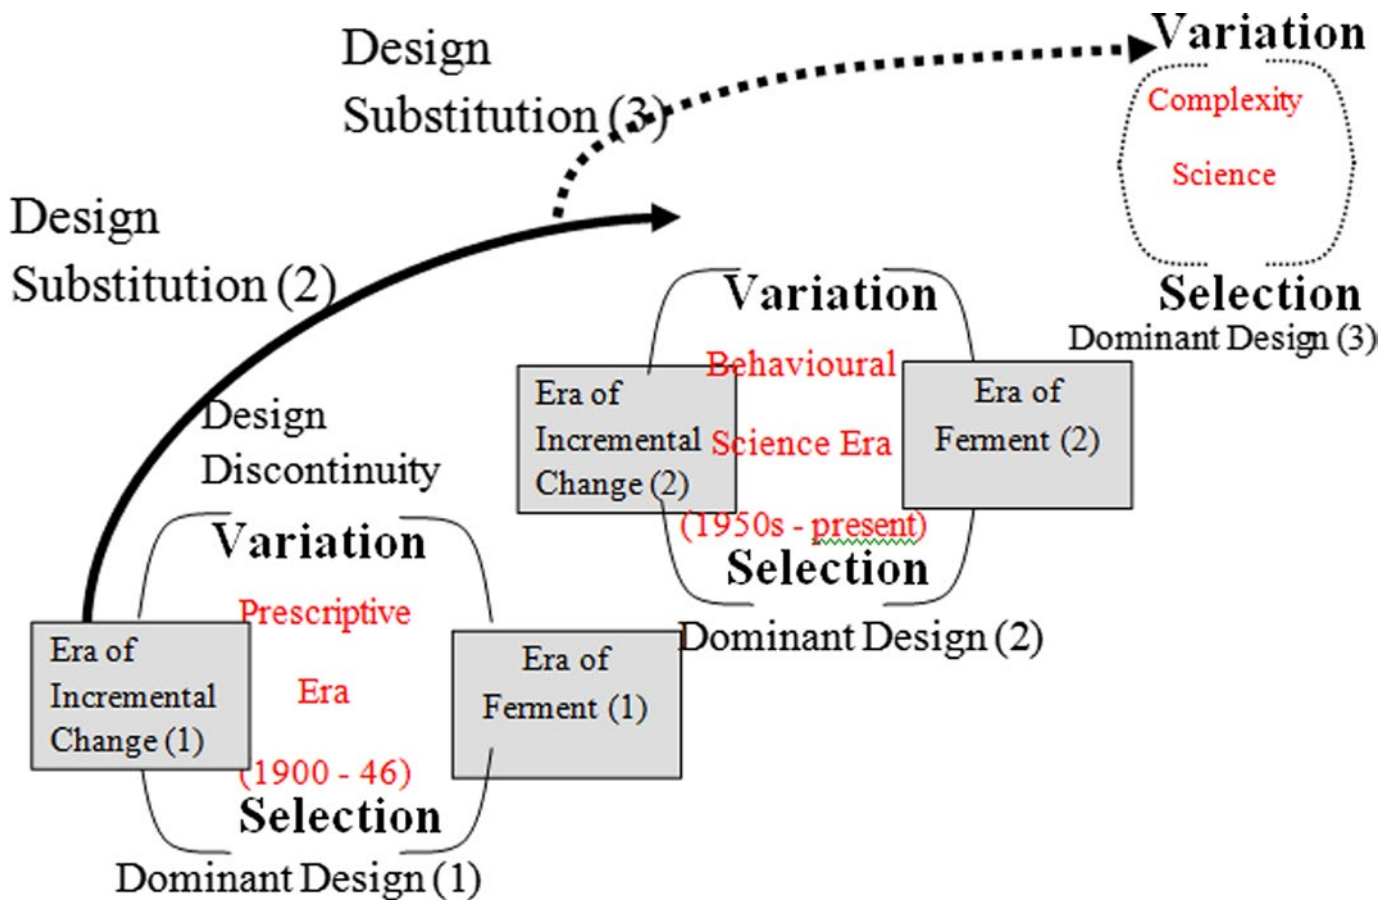 Design
Substitution (3)
Variation
Complexity
Science
Selection
Dominant Design (3)
Design
Substitution (2)
Variation
Behavioural
Science Era
(1950s - present)
Selection
Era of
Incremental
Change (2)
Era of
Ferment (2)
Dominant Design (2)
Design
Discontinuity
Variation
Prescriptive
Era
(1900 - 46)
Selection
Era of
Incremental
Change (1)
Era of
Ferment (1)
Dominant Design (1)